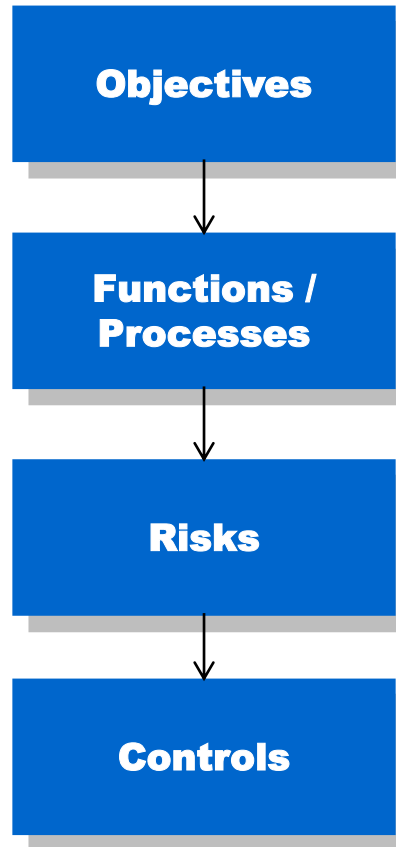 Objectives
Functions /
Processes
Risks
Controls